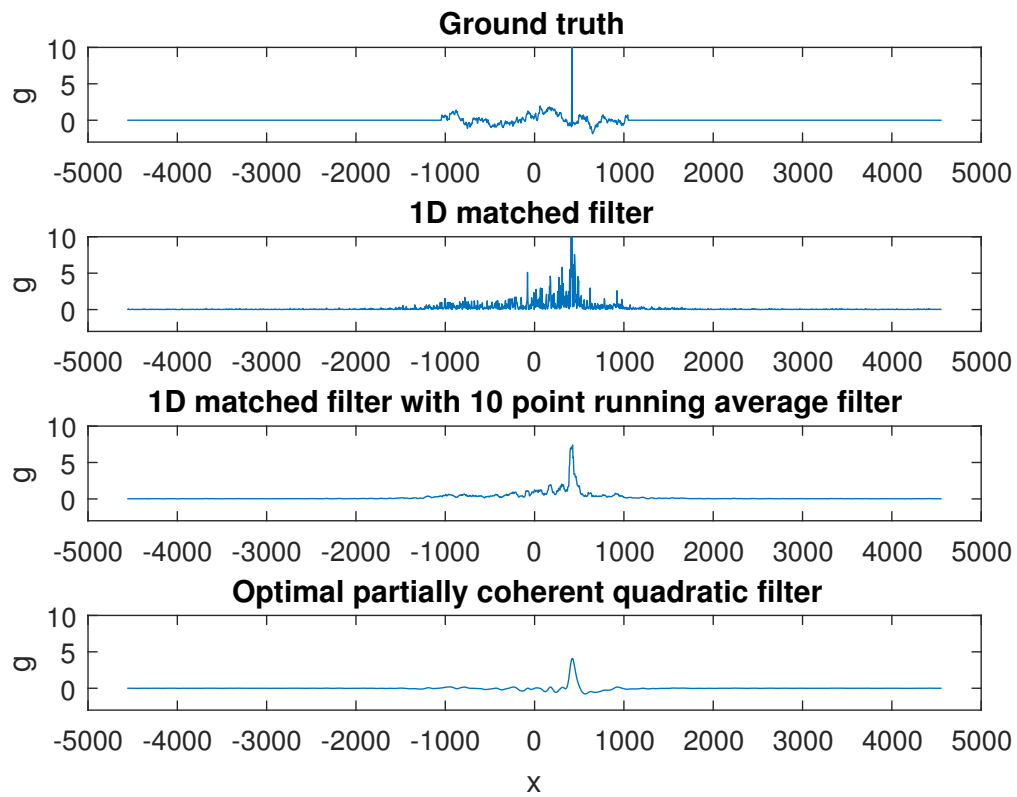 Ground truth
10
5
0
g
-5000 -4000 -3000 -2000 -1000 0 1000 2000 3000 4000 5000
1D matched filter
10
5
0
g
-5000 -4000 -3000 -2000 -1000 0 1000 2000 3000 4000 5000
1D matched filter with 10 point running average filter
10
5
0
g
-5000 -4000 -3000 -2000 -1000 0 1000 2000 3000 4000 5000
Optimal partially coherent quadratic filter
10
5
0
g
-5000 -4000 -3000 -2000 -1000 0 1000 2000 3000 4000 5000
x